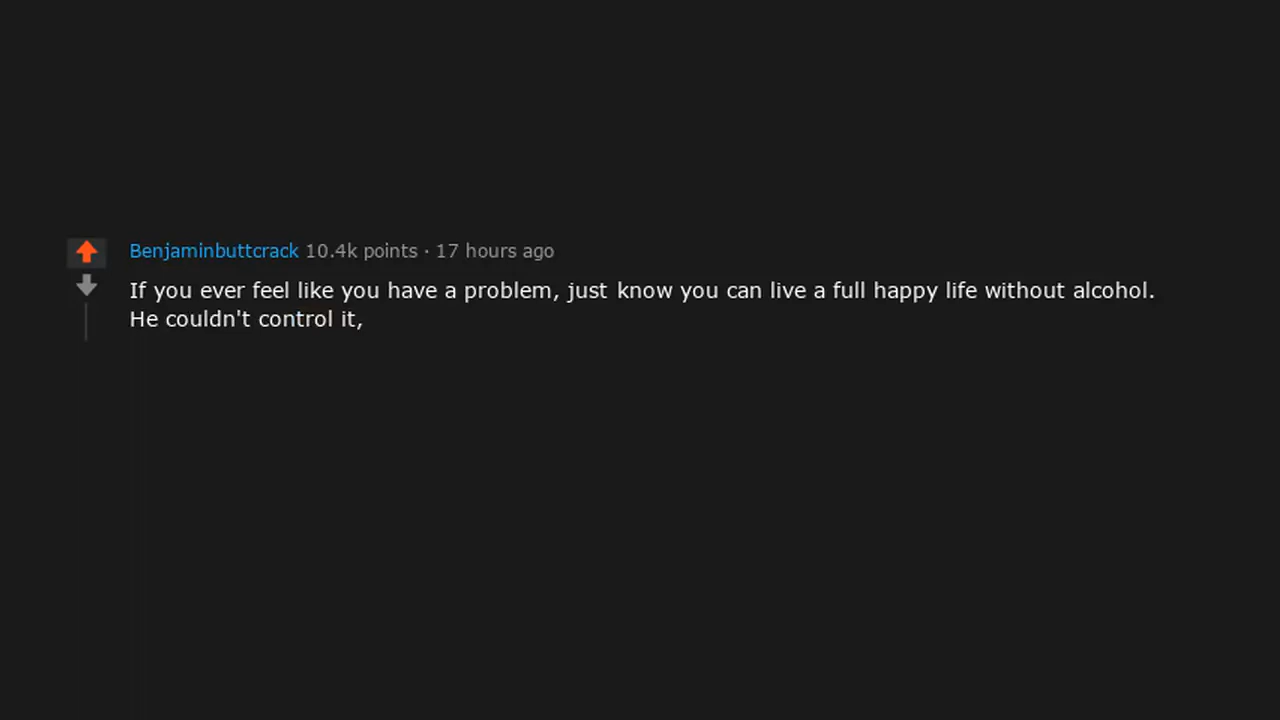 Benjaminbuttcrack 10.4k points · 17 hours ago
If you ever feel like you have a problem, just know you can live a full happy life without alcohol.
He couldn't control it,